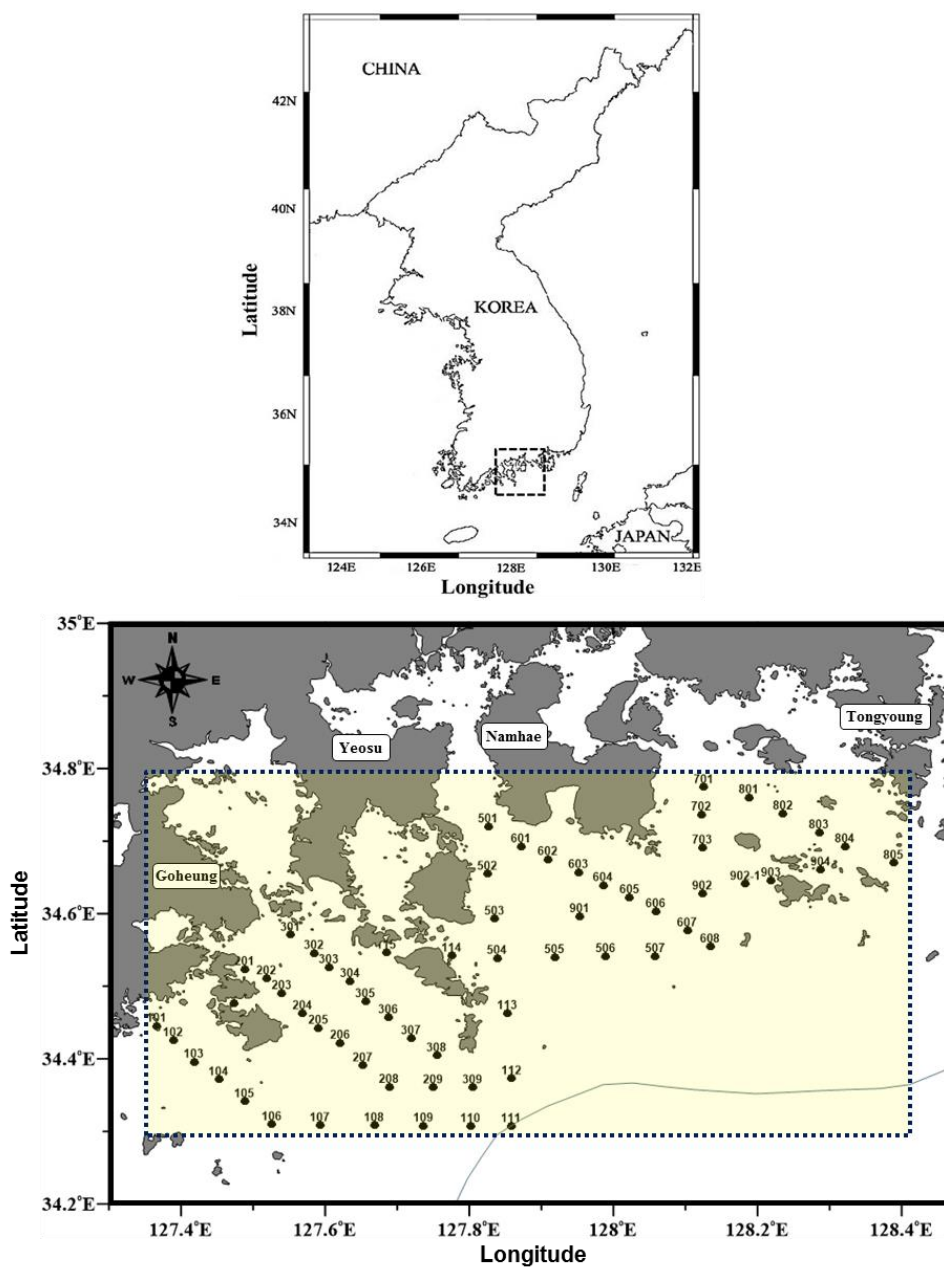 CHINA
42N
40N
38N
36N
34N
Latitude
KOREA
JAPAN
124E 126E 128E 130E 132E
Longitude
35°E
34.8°E
34.6°E
34.4°E
34.2°E
Latitude
N
W E
S
Tongyoung
Namhae
Yeosu
Goheung
701
801
702 802
501 803
601 703 804
602 805
502 603 904
604 902-1 903
605 902
606
503 901
301 607
302 608
115 114 504 505 506 507
303
201 202 304
203 305
113
204 306
101 205
102 206 307
103 207 308
104 208 209 309 112
105
106 107 108 109 110 111
127.4°E 127.6°E 127.8°E 128°E 128.2°E 128.4°E
Longitude